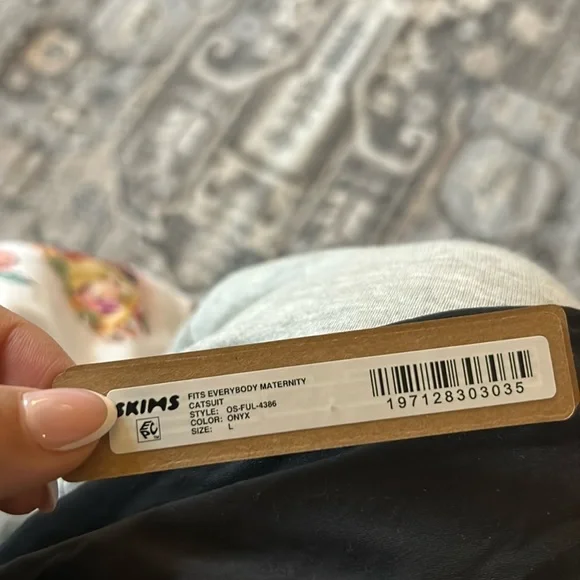 SKIMS
FITS EVERYBODY MATERNITY
CATSUIT
STYLE: OS-FUL-4386
COLOR: ONYX
SIZE: L
197128303035